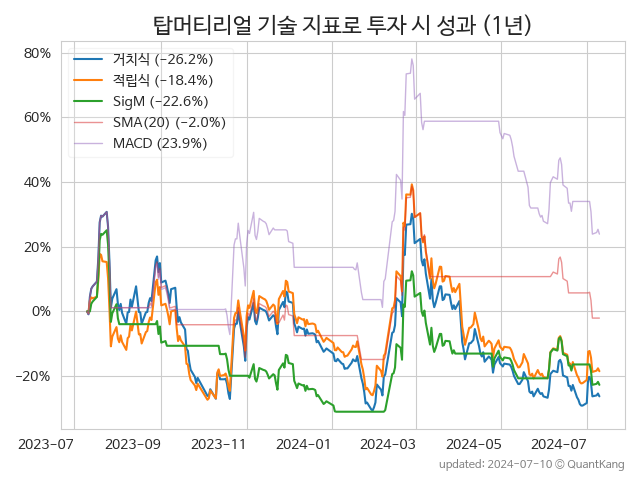 탑머티리얼 기술 지표로 투자 시 성과 (1년)
80%
60%
40%
20%
0%
−20%
거치식 (−26.2%)
적립식 (−18.4%)
SigM (−22.6%)
SMA(20) (−2.0%)
MACD (23.9%)
2023-07 2023-09 2023-11 2024-01 2024-03 2024-05 2024-07
updated: 2024-07-10 © QuantKang